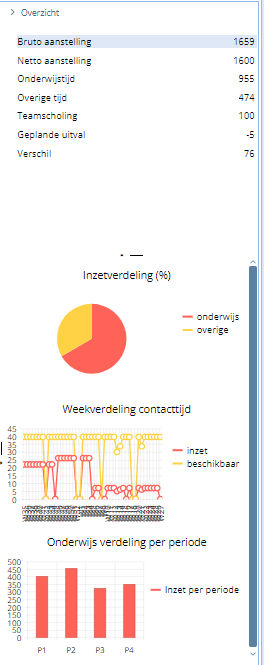 Overzicht
Bruto aanstelling 1659
Netto aanstelling 1600
Onderwijstijd 955
Overige tijd 474
Teamscholing 100
Geplande uitval -5
Verschil 76
Inzetverdeling (%)
onderwijs
overige
Weekverdeling contacttijd
45
40
35
30
25
20
15
10
5
0
inzet
beschikbaar
Onderwijs verdeling per periode
500
450
400
350
300
250
200
150
100
50
0
P1 P2 P3 P4
Inzet per periode